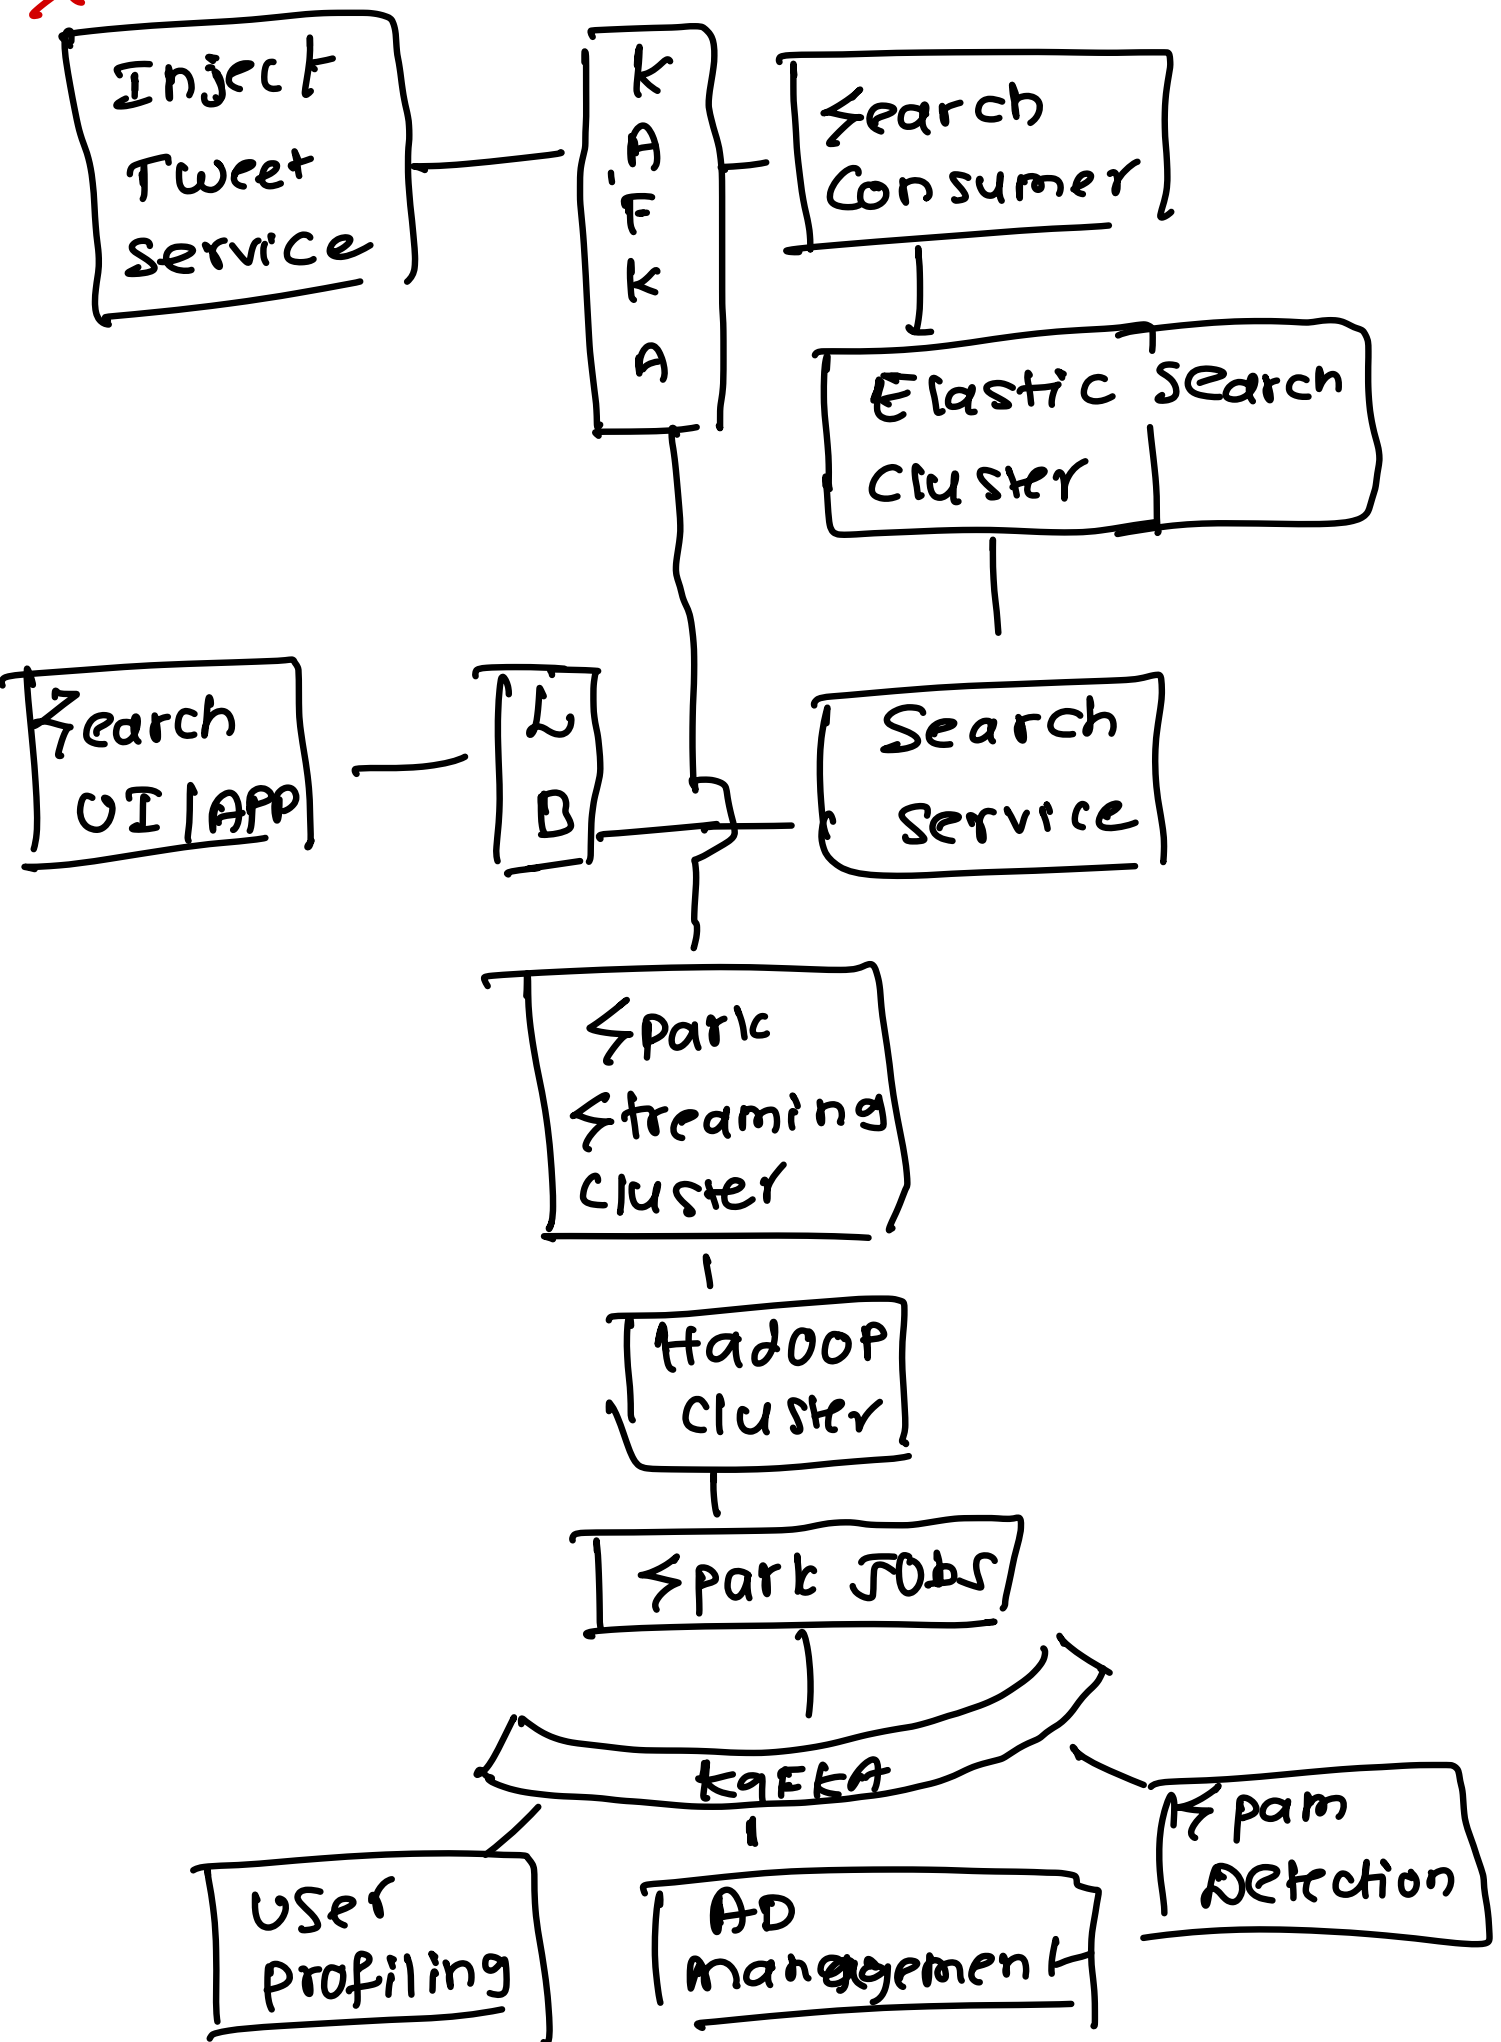 Inject
Tweet
service
K
A
F
K
A
Search
Consumer
Elastic Search
Cluster
Search
UI | APP
L
B
Search
Service
Spark
Streaming
Cluster
Hadoop
Cluster
Spark Jobs
KaFKA
Spam
Detection
User
Profiling
AD
Management